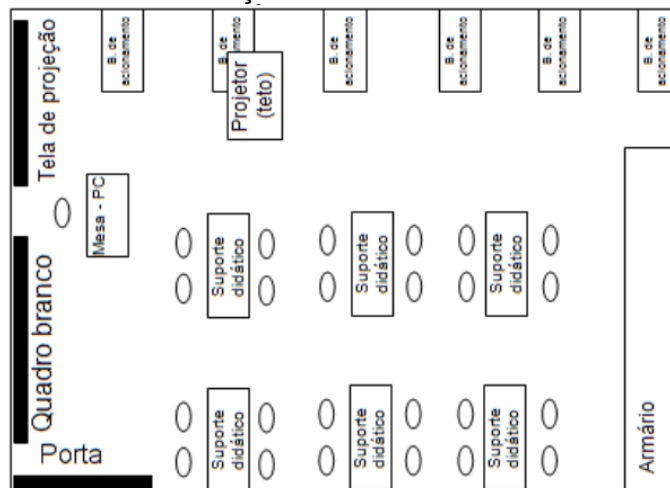 Tela de projeção
B. de
acionamento
B. de
acionamento
B. de
acionamento
B. de
acionamento
B. de
acionamento
B. de
acionamento
Projetor
(teto)
Mesa - PC
Suporte
didático
Suporte
didático
Suporte
didático
Quadro branco
Porta
Suporte
didático
Suporte
didático
Suporte
didático
Armário